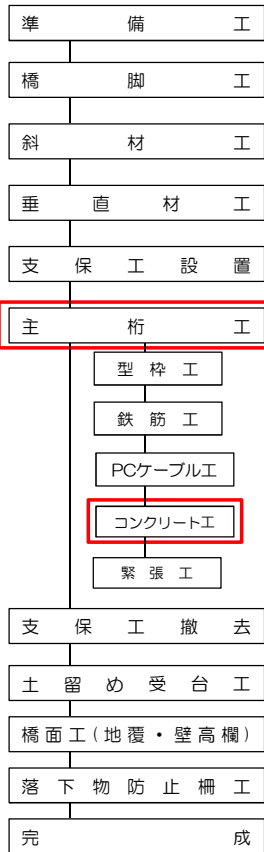 準備工
橋脚工
斜材工
垂直材工
支保工設置
主桁工
型枠工
鉄筋工
PCケーブル工
コンクリート工
緊張工
支保工撤去
土留め受台工
橋面工(地覆・壁高欄)
落下物防止柵工
完成